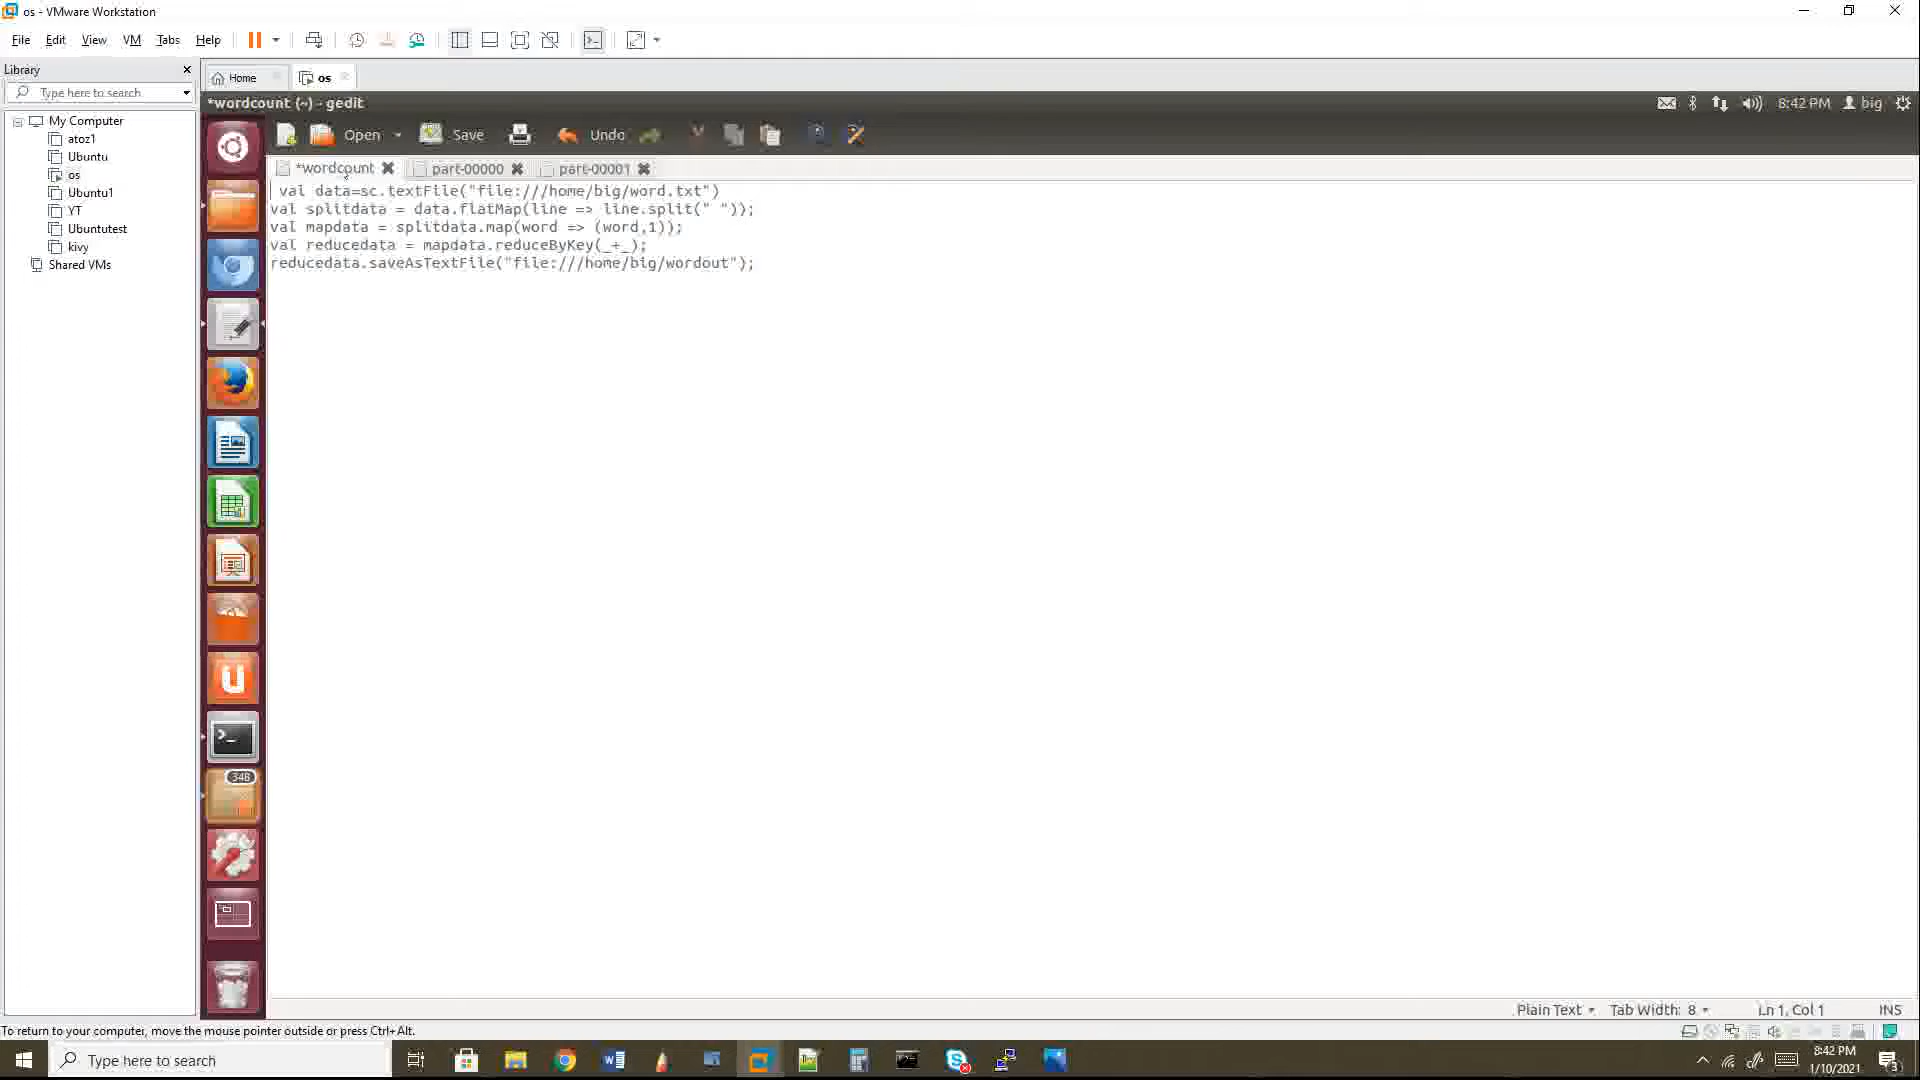 os - VMware Workstation
File Edit View VM Tabs Help
Library
Type here to search
My Computer
atoz1
Ubuntu
os
Ubuntu1
YT
Ubuntutest
kivy
Shared VMs
Home
os
*wordcount (~) - gedit
8:42 PM big
Open Save Undo
*wordcount part-00000 part-00001
val data=sc.textFile("file:///home/big/word.txt")
val splitdata = data.flatMap(line => line.split(" "));
val mapdata = splitdata.map(word => (word,1));
val reducedata = mapdata.reduceByKey(_+_);
reducedata.saveAsTextFile("file:///home/big/wordout");
348
Plain Text Tab Width: 8 Ln 1, Col 1 INS
To return to your computer, move the mouse pointer outside or press Ctrl+Alt.
Type here to search
8:42 PM
1/10/2021
3